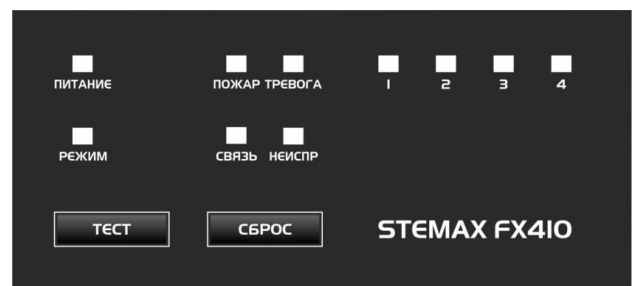 ПИТАНИЕ ПОЖАР ТРЕВОГА 1 2 3 4
РЕЖИМ СВЯЗЬ НЕИСПР
ТЕСТ СБРОС STEMAX FX410